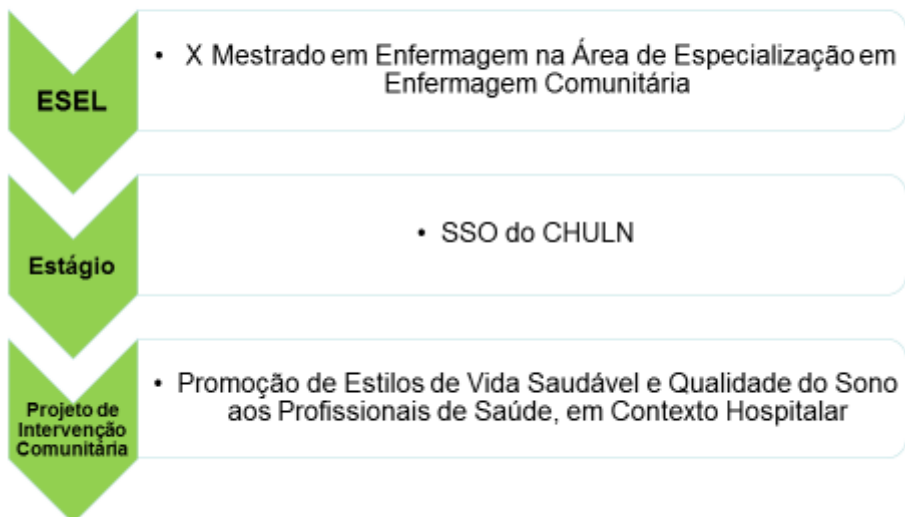 ESEL
• X Mestrado em Enfermagem na Área de Especialização em
Enfermagem Comunitária
Estágio
• SSO do CHULN
Projeto de
Intervenção
Comunitária
• Promoção de Estilos de Vida Saudável e Qualidade do Sono
aos Profissionais de Saúde, em Contexto Hospitalar